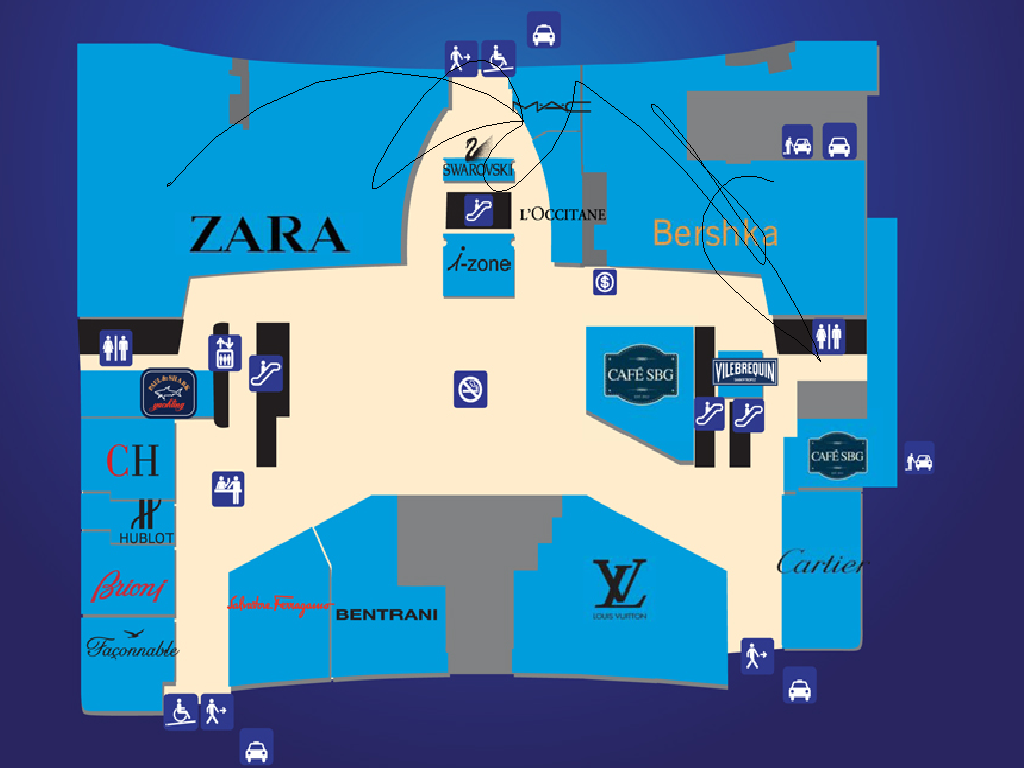 MAC
SWAROVSKI
ZARA
L'OCCITANE
Bershka
i-zone
PAUL & SHARK
yachting
CAFÉ SBG
VILEBREQUIN
CH
CAFÉ SBG
HUBLOT
Brioni
Cartier
Salvatore Ferragamo
BENTRANI
LV
LOUIS VUITTON
Façonnable